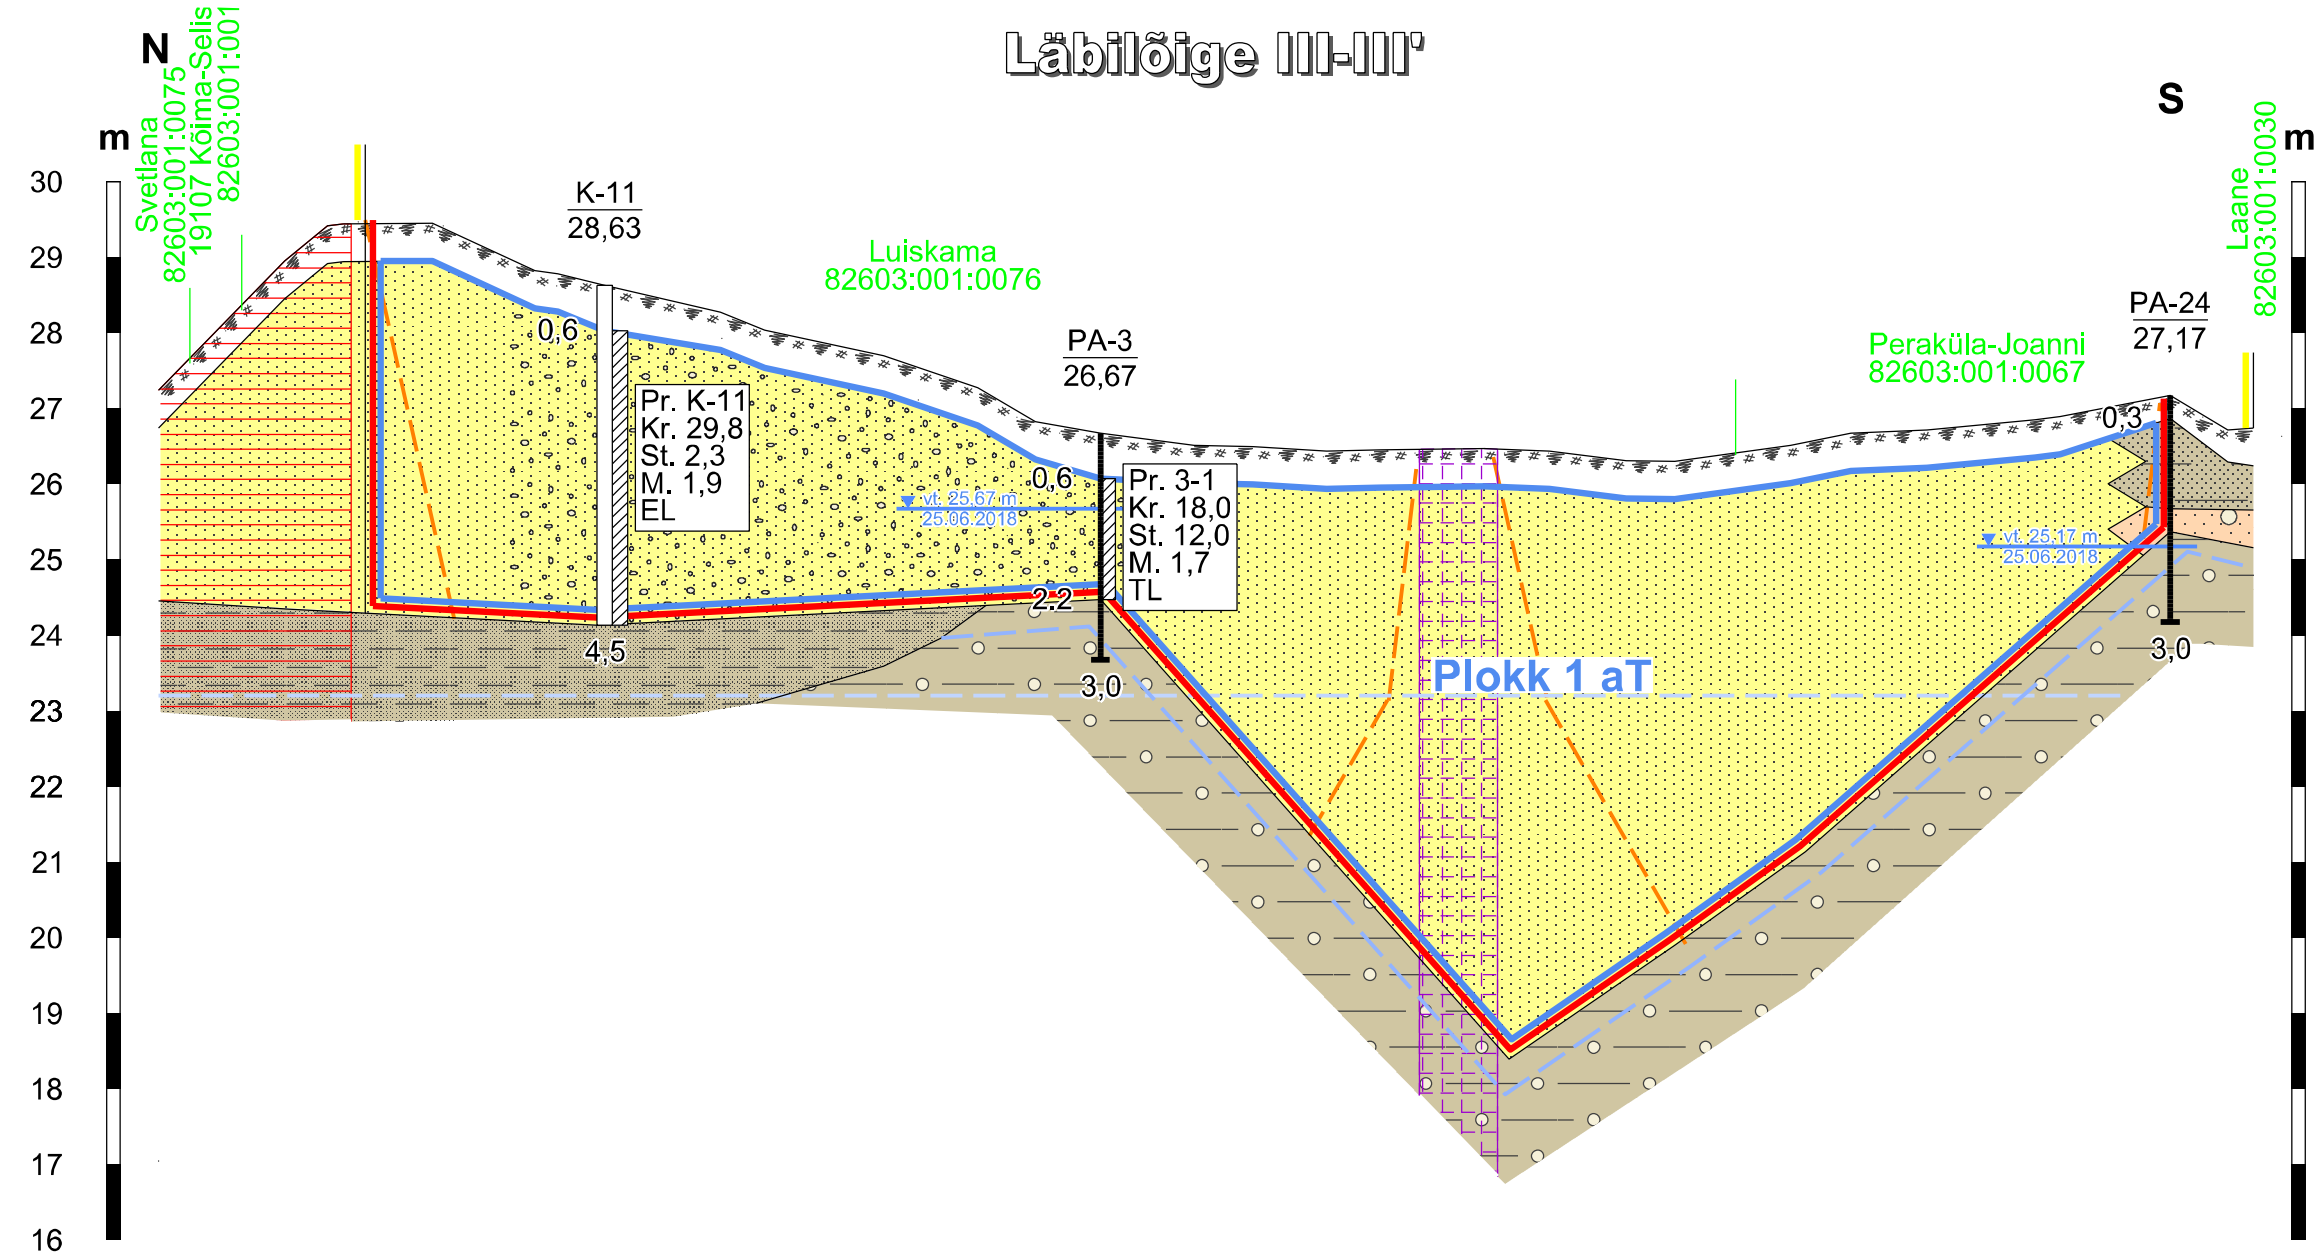 Läbilõige III-III'
N
S
m
m
Svetlana
82603:001:0075
19107 Kõima-Selis
82603:001:001
K-11
28,63
Luiskama
82603:001:0076
PA-3
26,67
Peraküla-Joanni
82603:001:0067
PA-24
27,17
Laane
82603:001:0030
30
29
28
27
26
25
24
23
22
21
20
19
18
17
16
0,6
Pr. K-11
Kr. 29,8
St. 2,3
M. 1,9
EL
4,5
vt. 25,67 m
25.06.2018
0,6
Pr. 3-1
Kr. 18,0
St. 12,0
M. 1,7
TL
2.2
3,0
Plokk 1 aT
0,3
vt. 25,17 m
25.06.2018
3,0